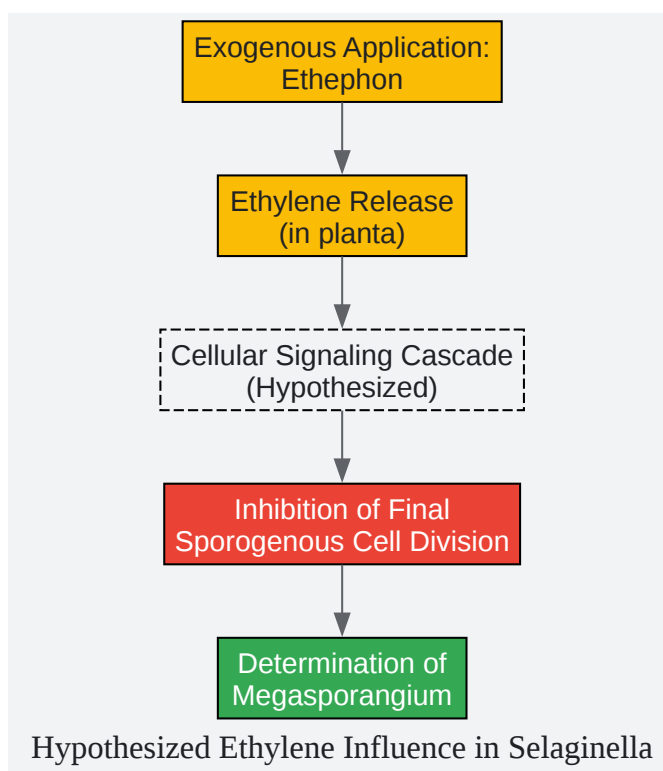 Exogenous Application:
Ethephon
Ethylene Release
(in planta)
Cellular Signaling Cascade
(Hypothesized)
Inhibition of Final
Sporogenous Cell Division
Determination of
Megasporangium
Hypothesized Ethylene Influence in Selaginella